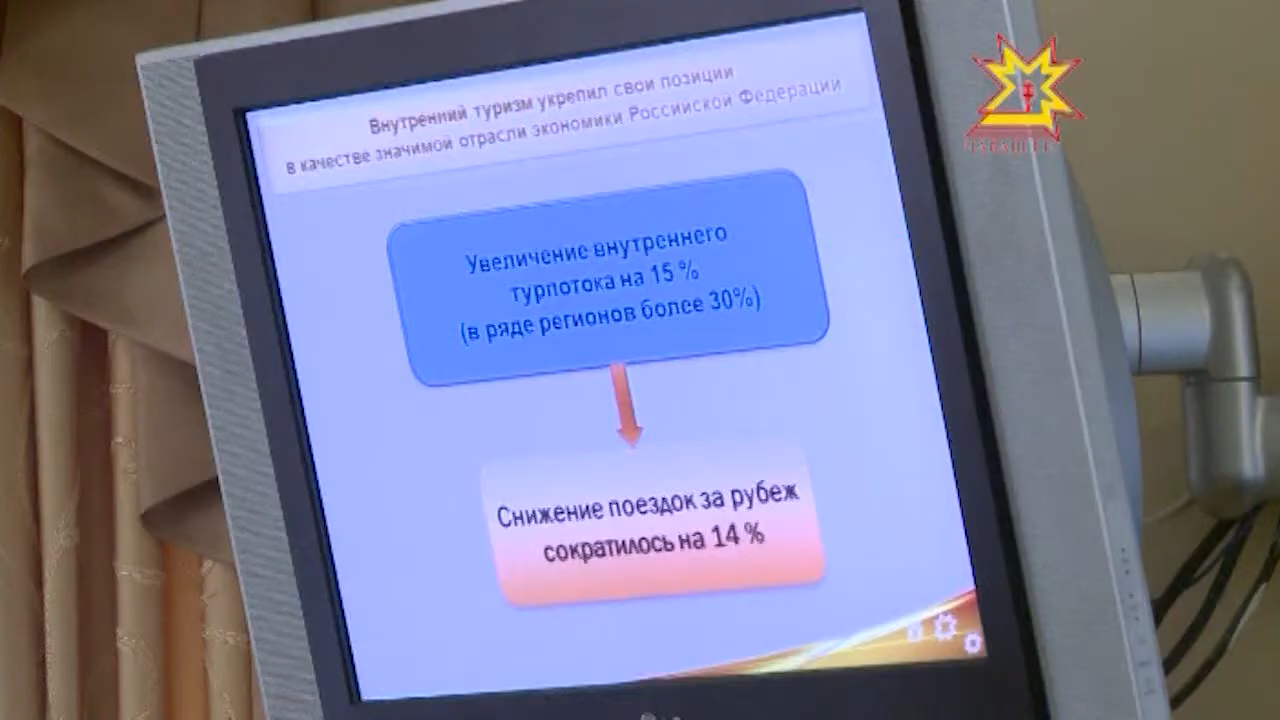 Внутренний туризм укрепил свои позиции
в качестве значимой отрасли экономики Российской Федерации
Увеличение внутреннего
турпотока на 15 %
(в ряде регионов более 30%)
Снижение поездок за рубеж
сократилось на 14 %